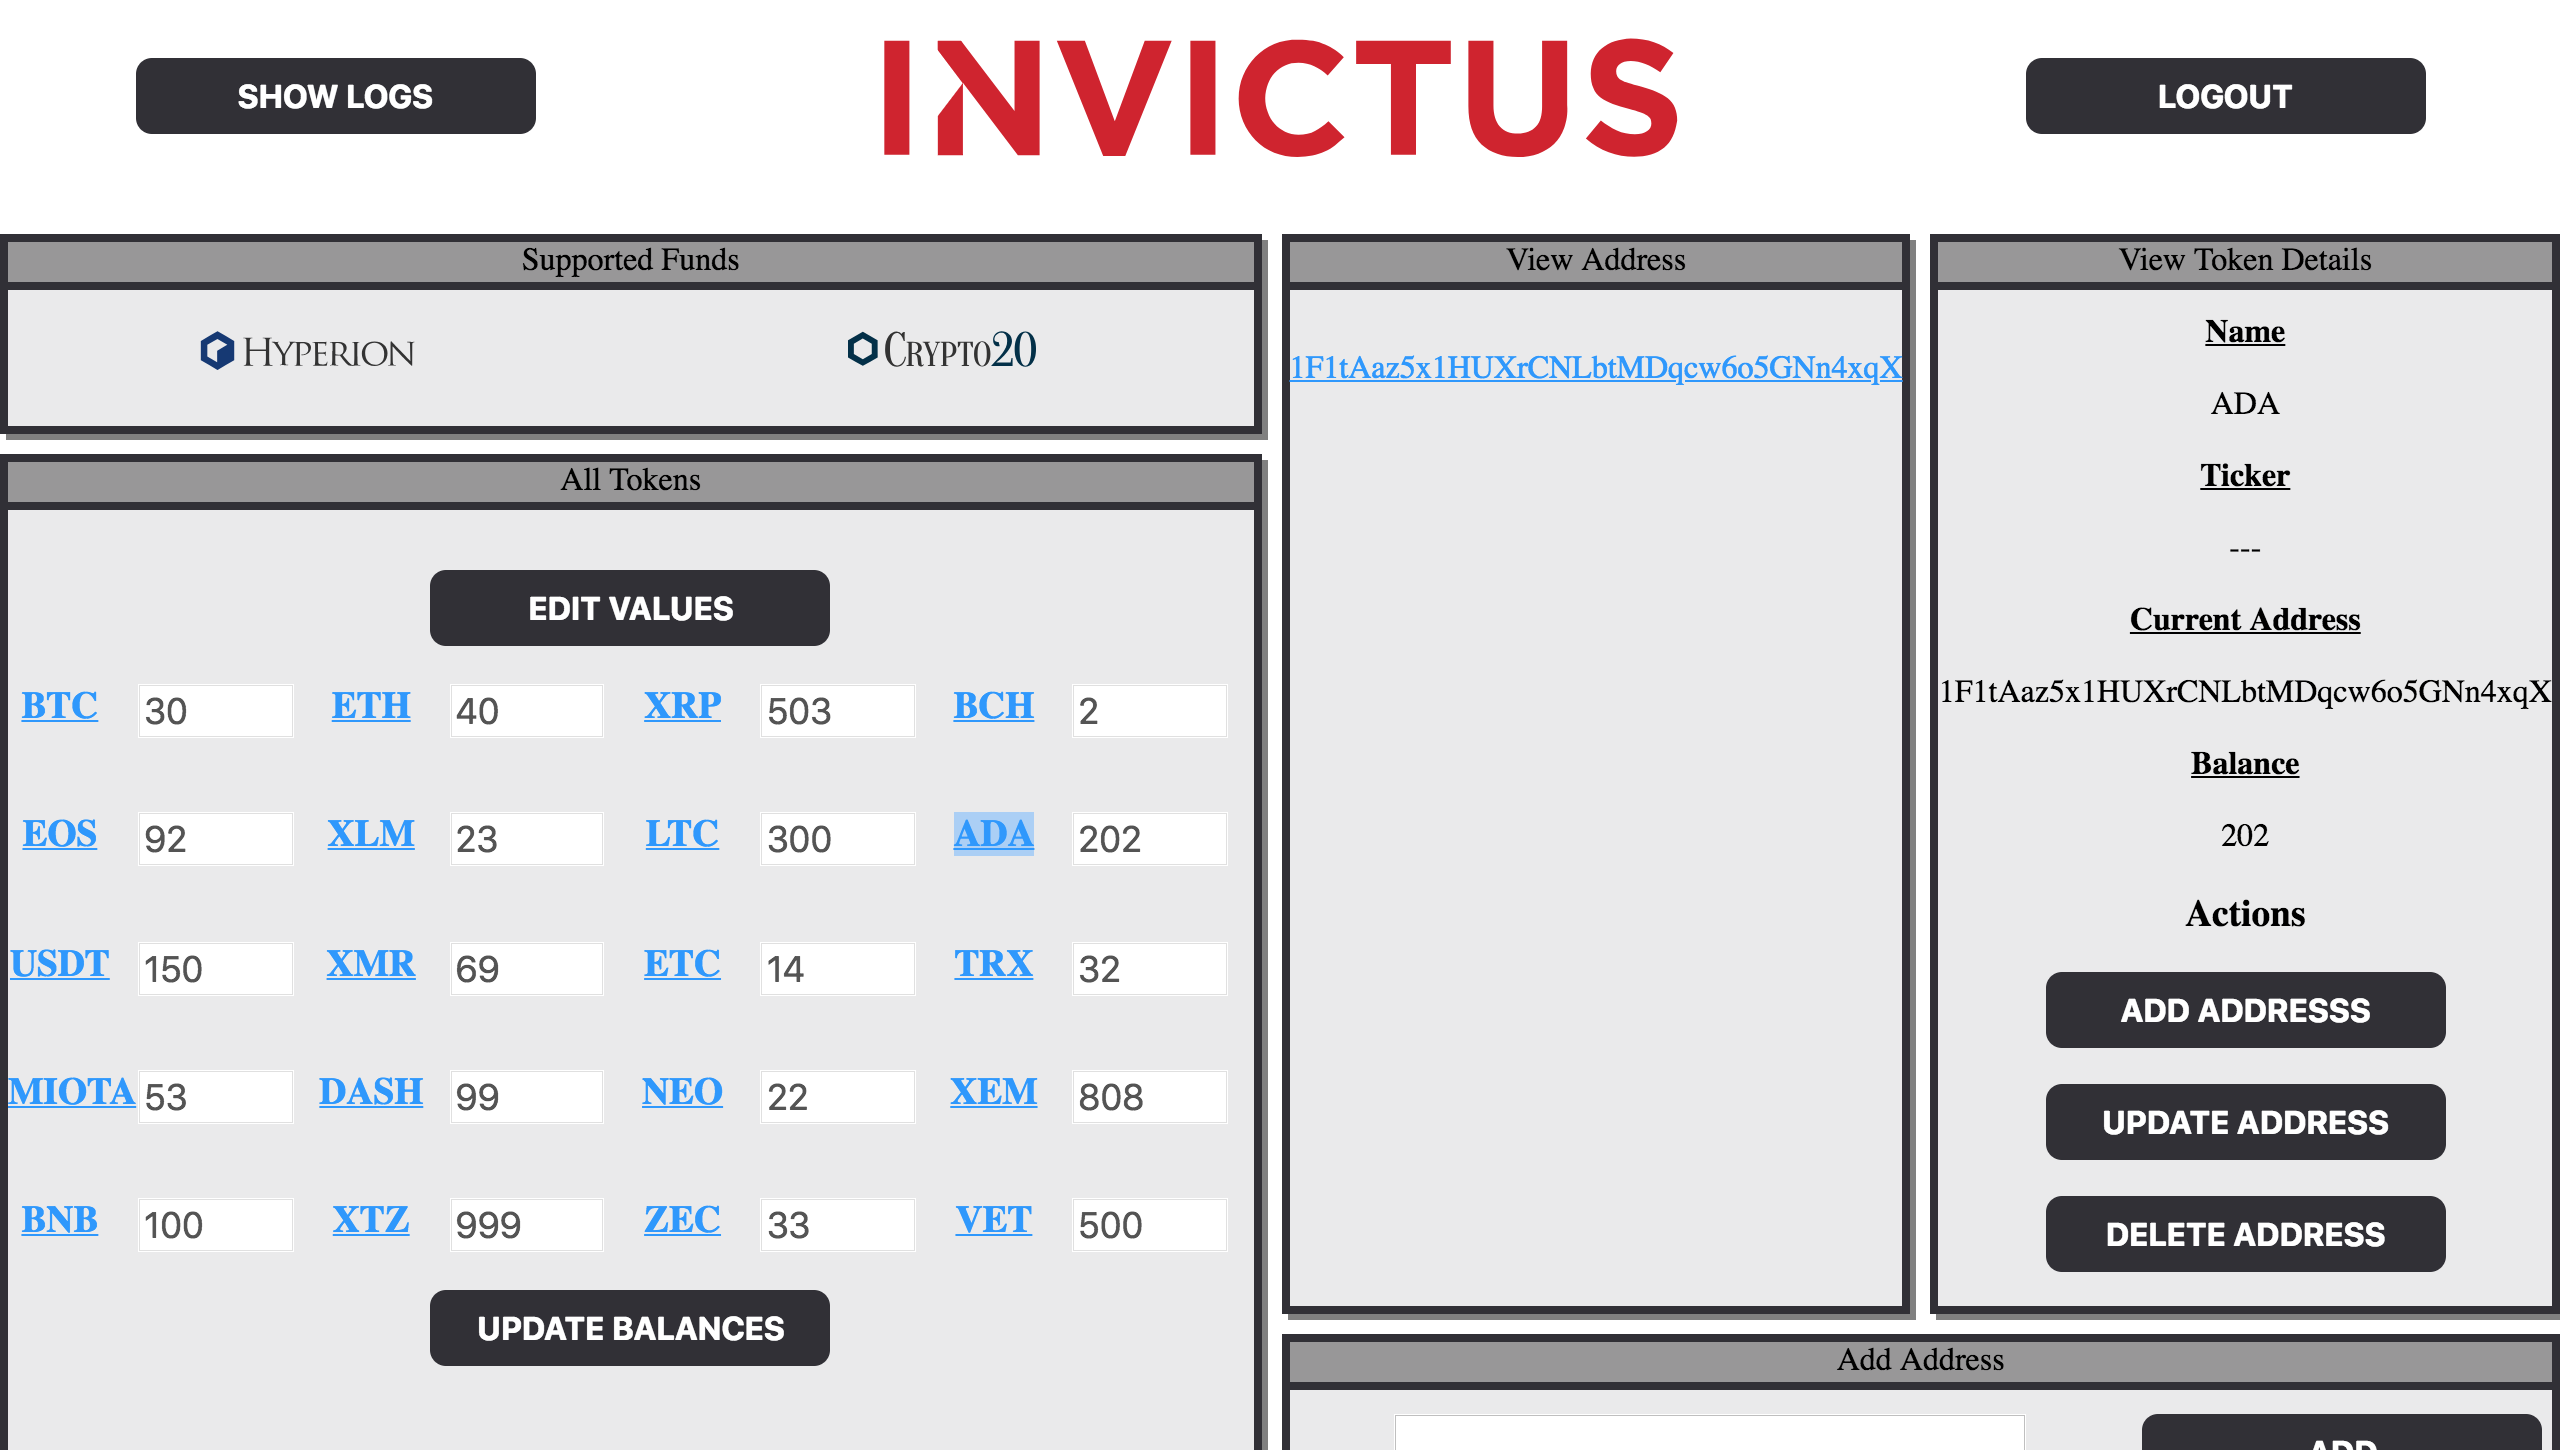 SHOW LOGS
INVICTUS
LOGOUT
Supported Funds
HYPERION
CRYPTO20
All Tokens
EDIT VALUES
BTC 30 ETH 40 XRP 503 BCH 2
EOS 92 XLM 23 LTC 300 ADA 202
USDT 150 XMR 69 ETC 14 TRX 32
MIOTA 53 DASH 99 NEO 22 XEM 808
BNB 100 XTZ 999 ZEC 33 VET 500
UPDATE BALANCES
View Address
1F1tAaz5x1HUXrCNLbtMDqcw6o5GNn4xqX
View Token Details
Name
ADA
Ticker
---
Current Address
1F1tAaz5x1HUXrCNLbtMDqcw6o5GNn4xqX
Balance
202
Actions
ADD ADDRESSS
UPDATE ADDRESS
DELETE ADDRESS
Add Address
ADD